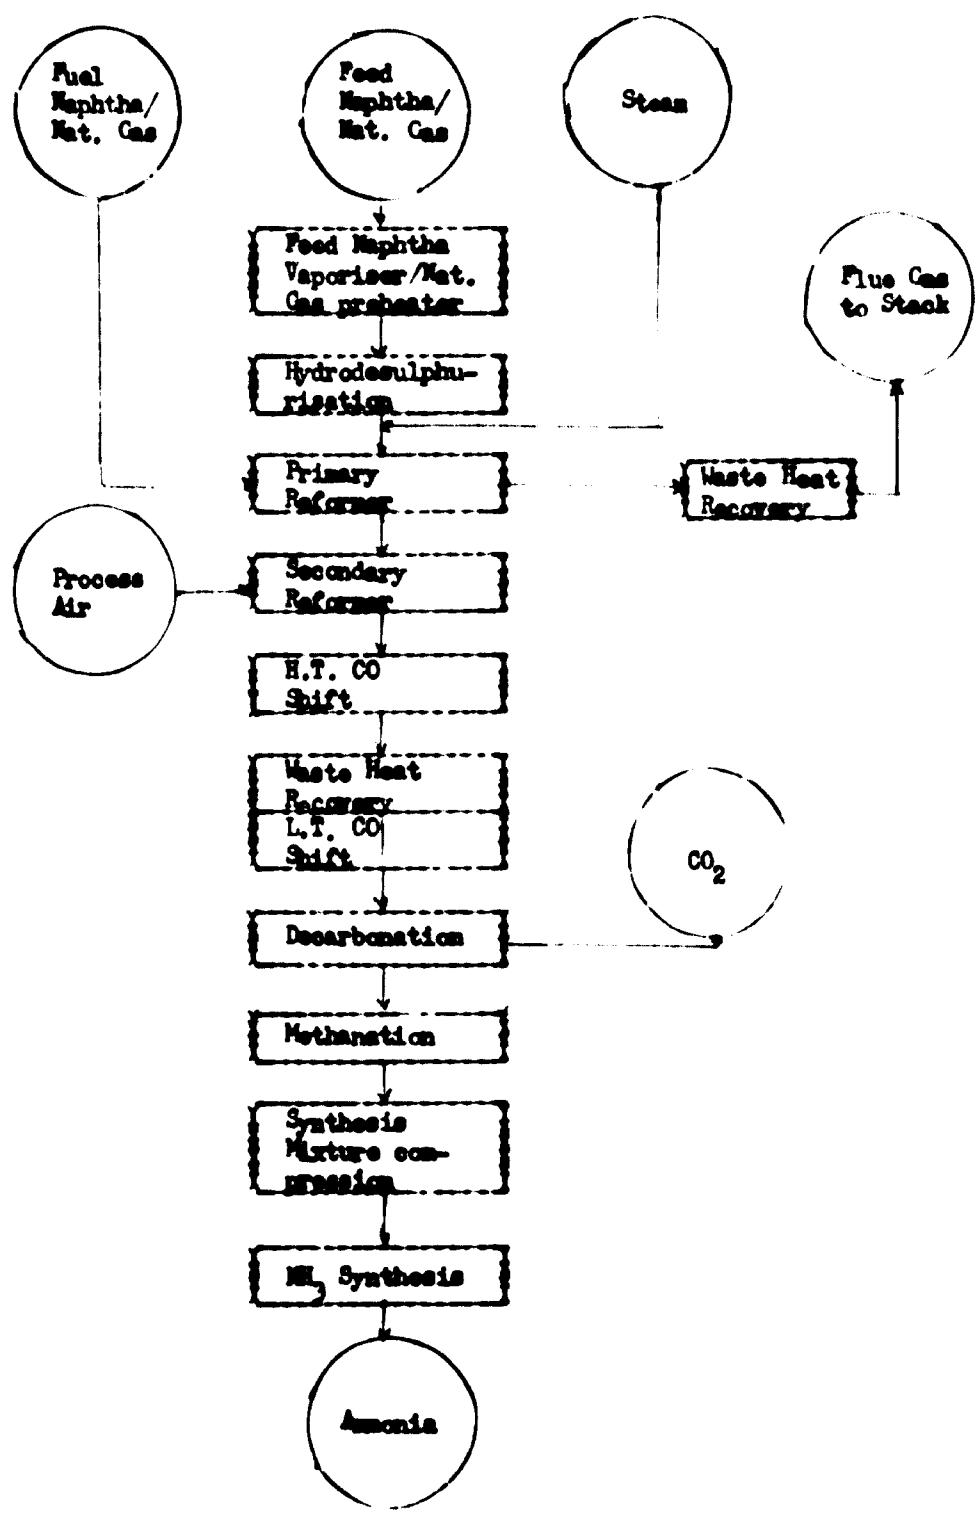 Fuel
Naphtha/
Nat. Gas
Feed
Naphtha/
Nat. Gas
Steam
Feed Naphtha
Vaporiser/Nat.
Gas preheater
Flue Gas
to Stack
Hydrodesulphu-
risation
Primary
Reformer
Waste Heat
Recovery
Process
Air
Secondary
Reformer
H.T. CO
Shift
Waste Heat
Recovery
L.T. CO
Shift
CO2
Decarbonation
Methanation
Synthesis
Mixture com-
pression
NH3 Synthesis
Ammonia